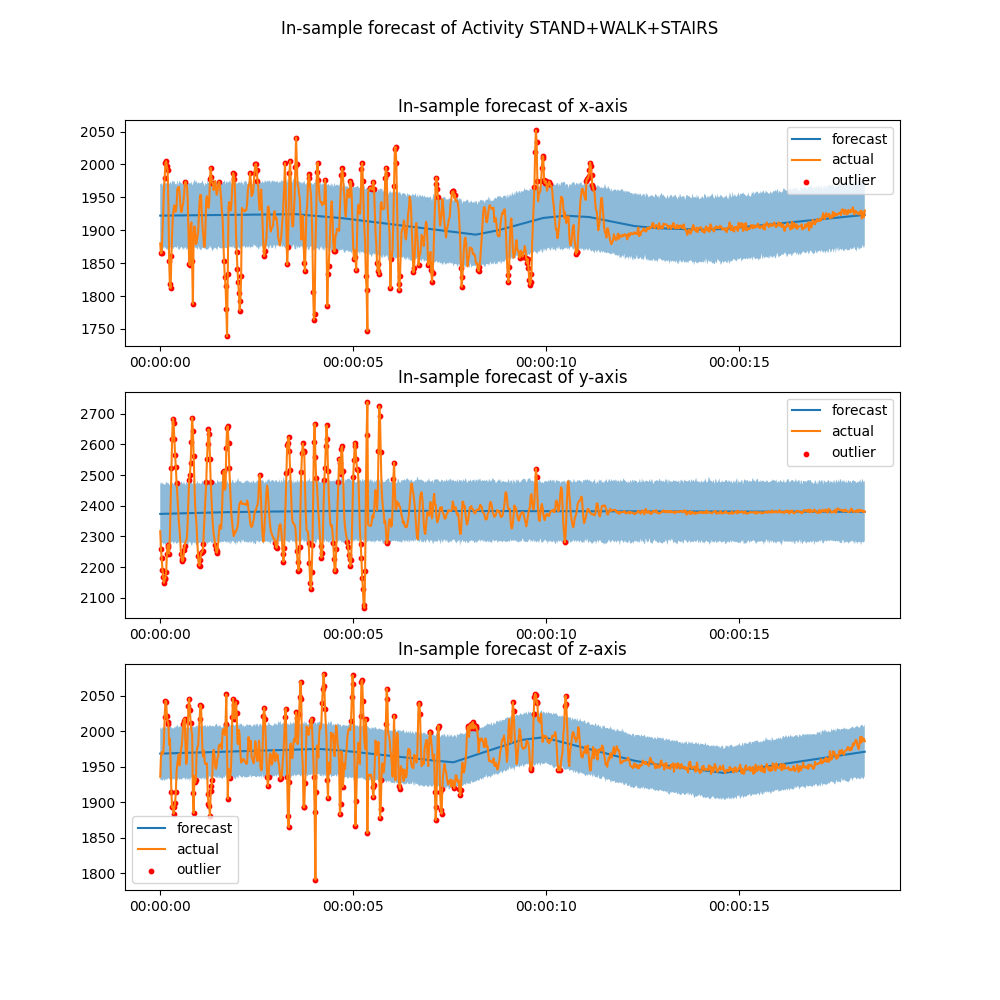 In-sample forecast of Activity STAND+WALK+STAIRS
In-sample forecast of x-axis
2050
2000
1950
1900
1850
1800
1750
forecast
actual
outlier
00:00:00 00:00:05 00:00:10 00:00:15
In-sample forecast of y-axis
2700
2600
2500
2400
2300
2200
2100
forecast
actual
outlier
00:00:00 00:00:05 00:00:10 00:00:15
In-sample forecast of z-axis
2050
2000
1950
1900
1850
1800
forecast
actual
outlier
00:00:00 00:00:05 00:00:10 00:00:15